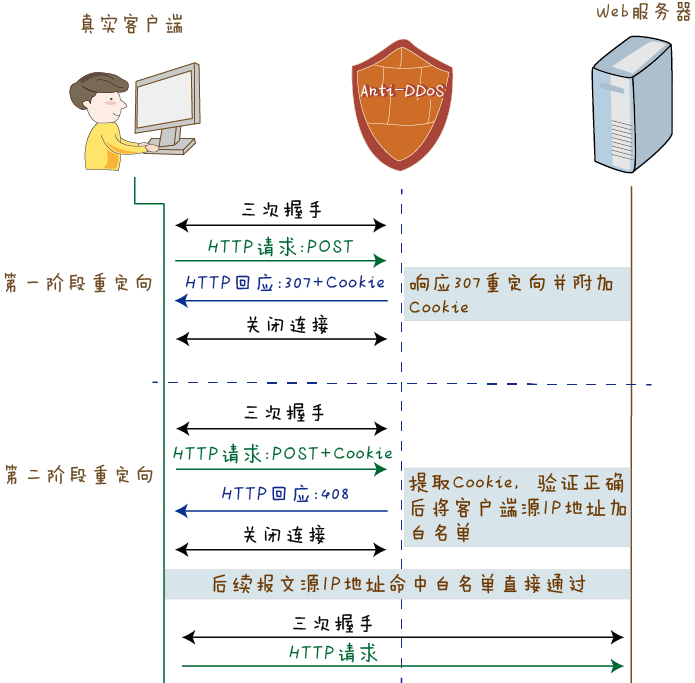 真实客户端
Web服务器
Anti-DDoS
三次握手
HTTP请求:POST
第一阶段重定向
HTTP回应:307+Cookie
响应307重定向并附加
Cookie
关闭连接
三次握手
HTTP请求:POST+Cookie
第二阶段重定向
HTTP回应:408
提取Cookie, 验证正确
后将客户端源IP地址加
白名单
关闭连接
后续报文源IP地址命中白名单直接通过
三次握手
HTTP请求